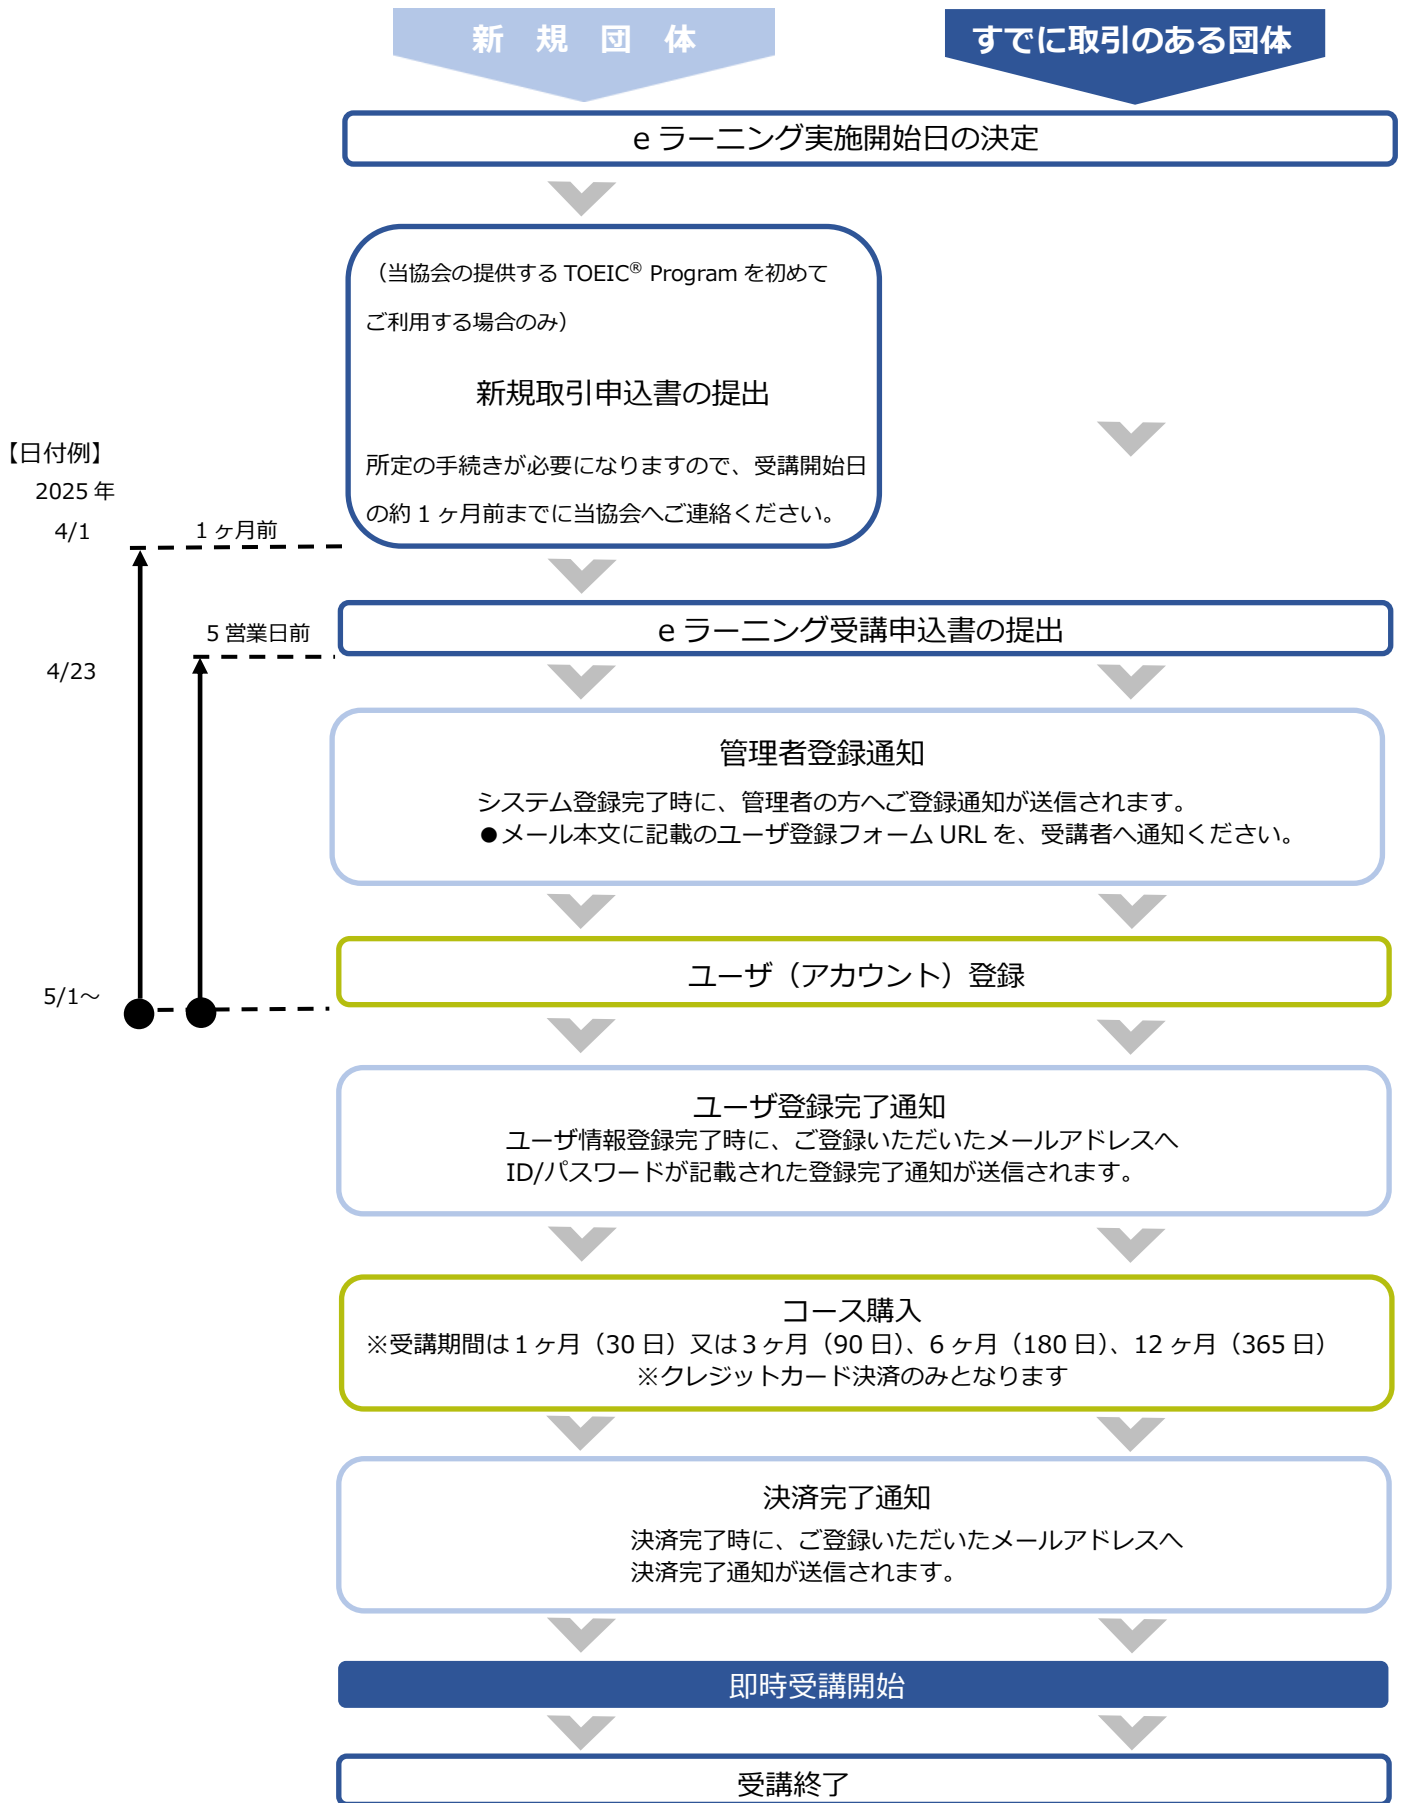 新 規 団 体
すでに取引のある団体
e ラーニング実施開始日の決定
（当協会の提供する TOEIC® Program を初めて
ご利用する場合のみ）
新規取引申込書の提出
所定の手続きが必要になりますので、受講開始日
の約 1 ヶ月前までに当協会へご連絡ください。
【日付例】
2025 年
4/1
1 ヶ月前
5 営業日前
4/23
e ラーニング受講申込書の提出
管理者登録通知
システム登録完了時に、管理者の方へご登録通知が送信されます。
●メール本文に記載のユーザ登録フォーム URL を、受講者へ通知ください。
ユーザ（アカウント）登録
5/1～
ユーザ登録完了通知
ユーザ情報登録完了時に、ご登録いただいたメールアドレスへ
ID/パスワードが記載された登録完了通知が送信されます。
コース購入
※受講期間は 1 ヶ月（30 日）又は 3 ヶ月（90 日）、6 ヶ月（180 日）、12 ヶ月（365 日）
※クレジットカード決済のみとなります
決済完了通知
決済完了時に、ご登録いただいたメールアドレスへ
決済完了通知が送信されます。
即時受講開始
受講終了